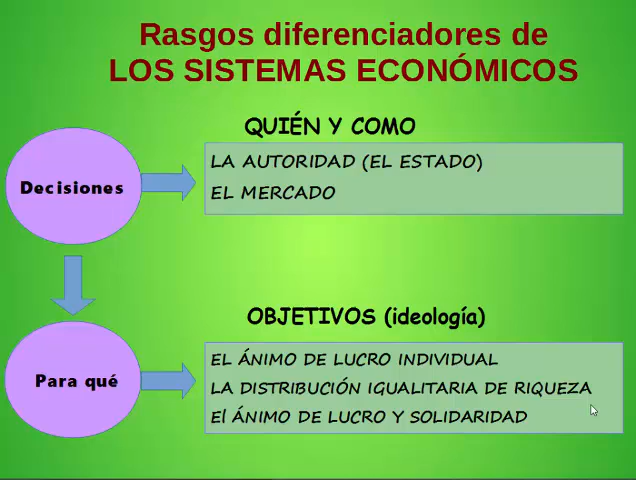 Rasgos diferenciadores de
LOS SISTEMAS ECONÓMICOS
QUIÉN Y COMO
Decisiones
LA AUTORIDAD (EL ESTADO)
EL MERCADO
OBJETIVOS (ideología)
Para qué
EL ÁNIMO DE LUCRO INDIVIDUAL
LA DISTRIBUCIÓN IGUALITARIA DE RIQUEZA
El ÁNIMO DE LUCRO Y SOLIDARIDAD